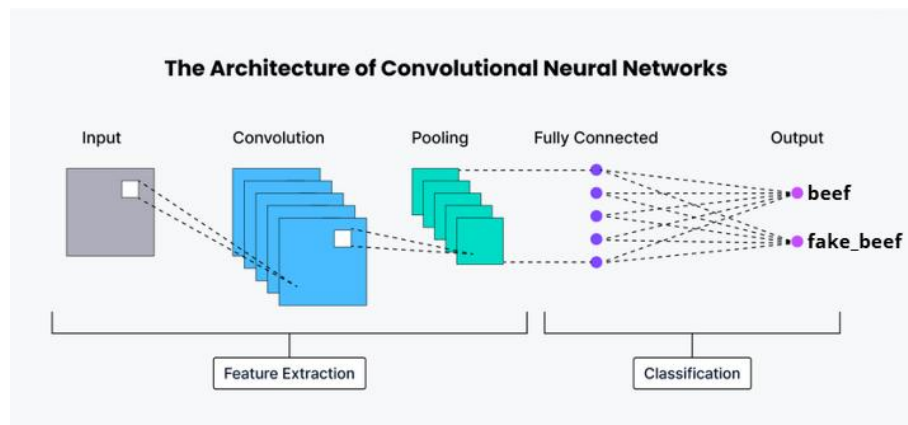 The Architecture of Convolutional Neural Networks
Input
Convolution
Pooling
Fully Connected
Output
beef
fake_beef
Feature Extraction
Classification